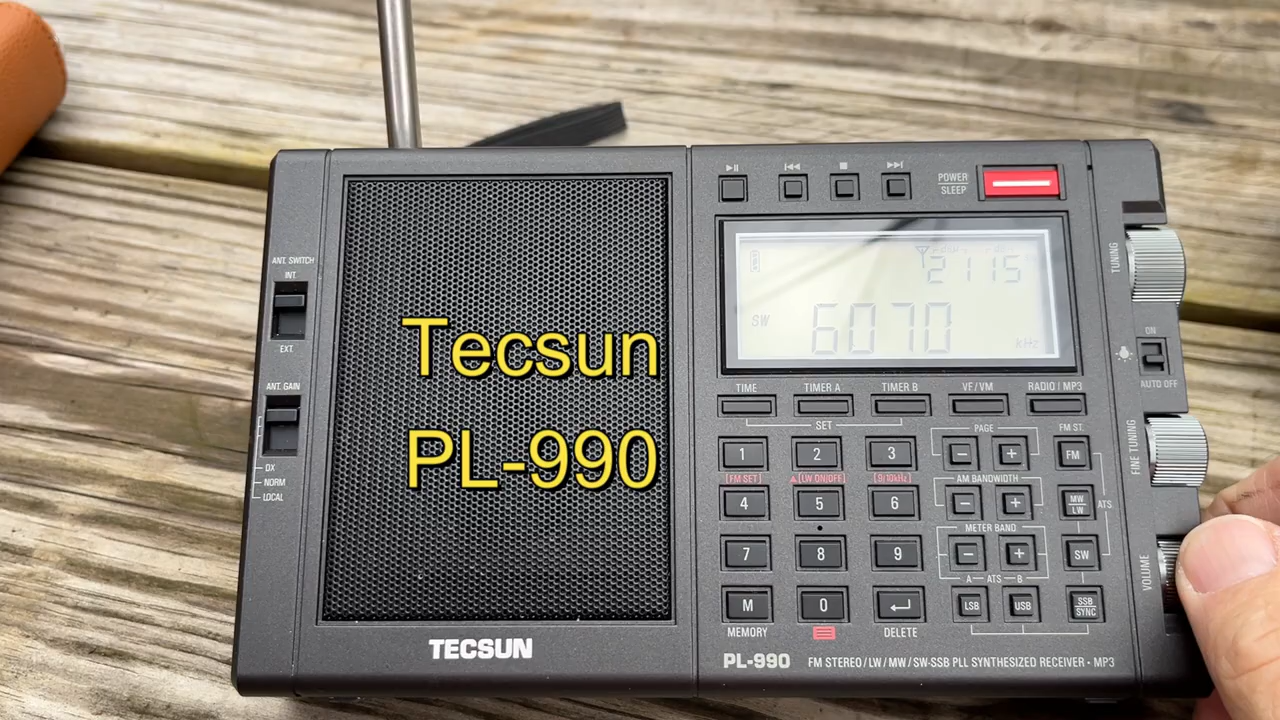 POWER
SLEEP
ANT. SWITCH
INT.
EXT.
ANT. GAIN
DX
NORM
LOCAL
Tecsun
PL-990
TECSUN
2115
SW
6070
kHz
TUNING
ON
AUTO OFF
TIME TIMER A TIMER B VF/VM RADIO / MP3
SET
PAGE
FM ST.
1 2 3 - + FM
[FM SET] ▲[LW ON/OFF] [9/10kHz]
AM BANDWIDTH
4 5 6 - + MW
LW
ATS
FINE TUNING
METER BAND
7 8 9 - + SW
A ATS B
VOLUME
M 0 LSB USB SSB
SYNC
MEMORY DELETE
PL-990 FM STEREO/LW/MW/SW-SSB PLL SYNTHESIZED RECEIVER • MP3